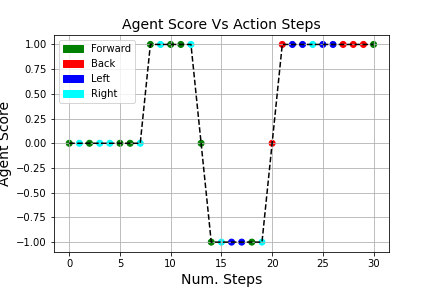 Agent Score Vs Action Steps
Forward
Back
Left
Right
1.00
0.75
0.50
0.25
0.00
−0.25
−0.50
−0.75
−1.00
Agent Score
0 5 10 15 20 25 30
Num. Steps